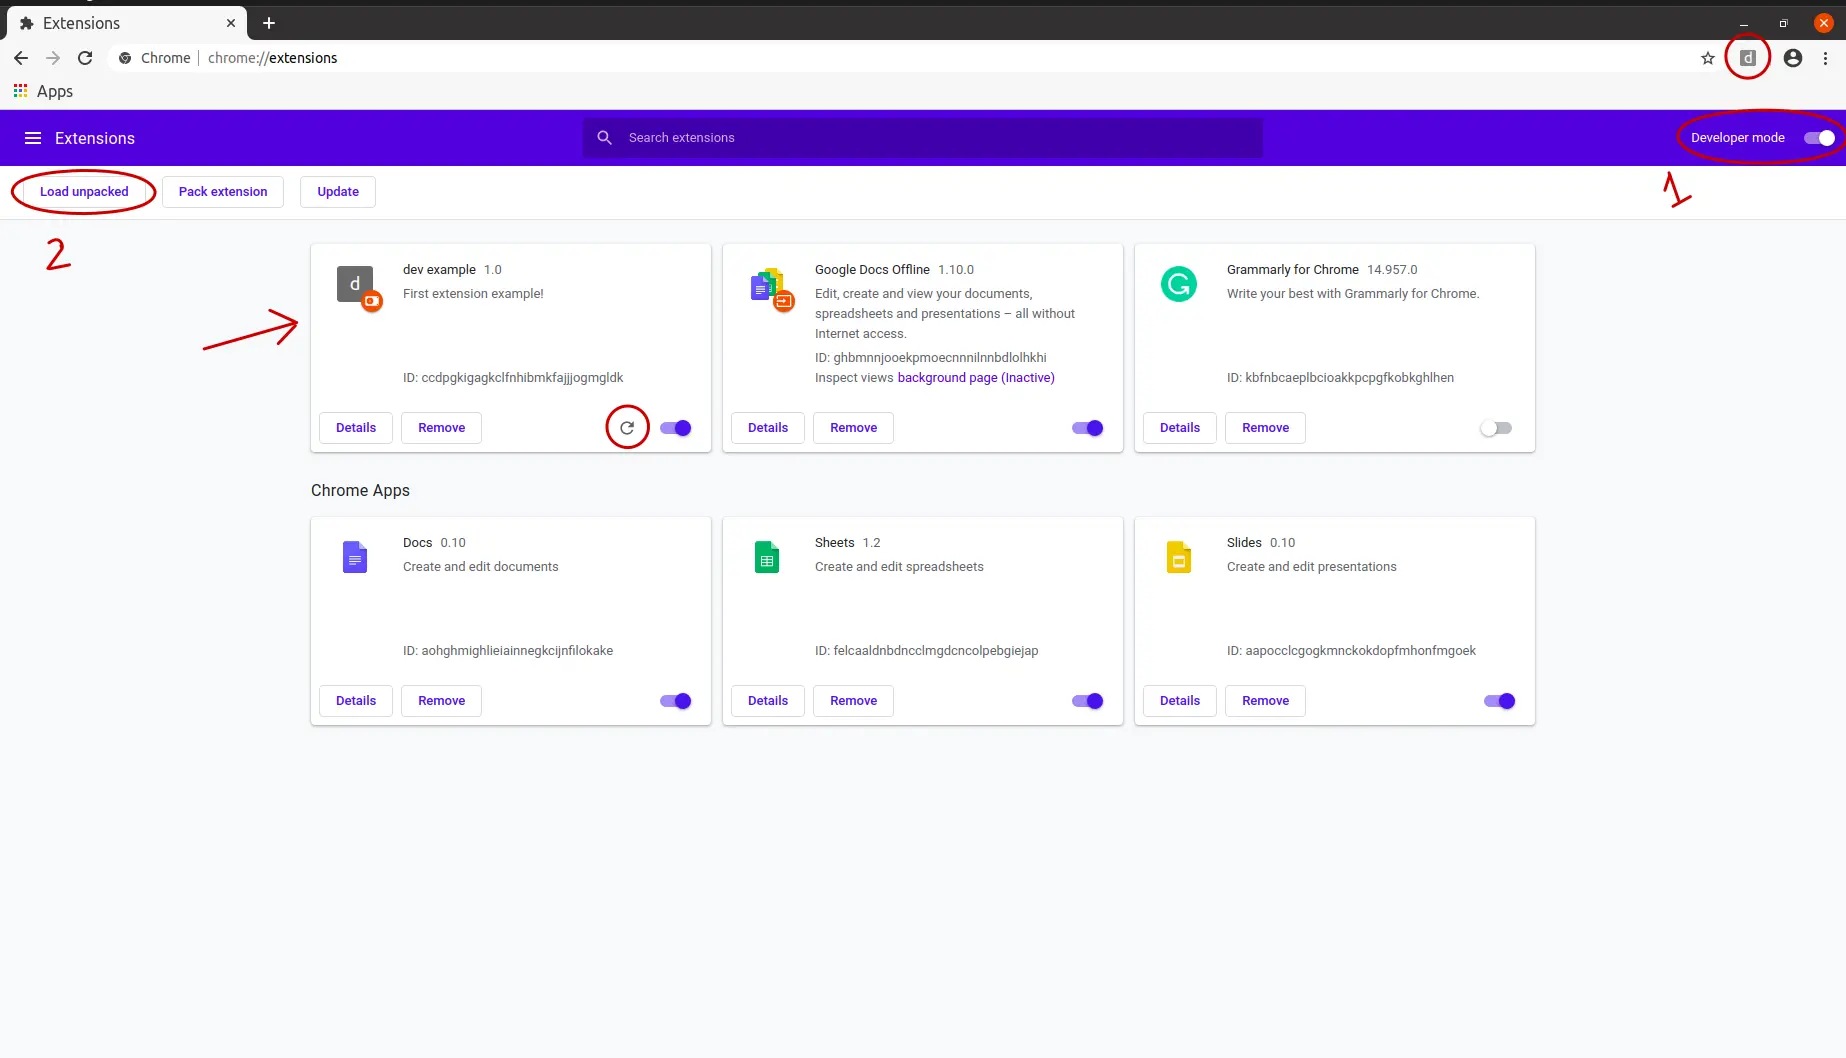 Extensions
Chrome | chrome://extensions
d
Apps
Extensions
Search extensions
Developer mode
1
Load unpacked
Pack extension
Update
2
d
dev example 1.0
First extension example!
ID: ccdpgkigagkclfnhibmkfajjjogmgldk
Details
Remove
Google Docs Offline 1.10.0
Edit, create and view your documents,
spreadsheets and presentations – all without
Internet access.
ID: ghbmnnjooekpmoecnnnilnnbdlolhkhi
Inspect views background page (Inactive)
Details
Remove
Grammarly for Chrome 14.957.0
Write your best with Grammarly for Chrome.
ID: kbfnbcaeplbcioakkpcpgfkobkghlhen
Details
Remove
Chrome Apps
Docs 0.10
Create and edit documents
ID: aohghmighlieiainnegkcijnfilokake
Details
Remove
Sheets 1.2
Create and edit spreadsheets
ID: felcaaldnbdncclmgdcncolpebgiejap
Details
Remove
Slides 0.10
Create and edit presentations
ID: aapocclcgogkmnckokdopfmhonfmgoek
Details
Remove